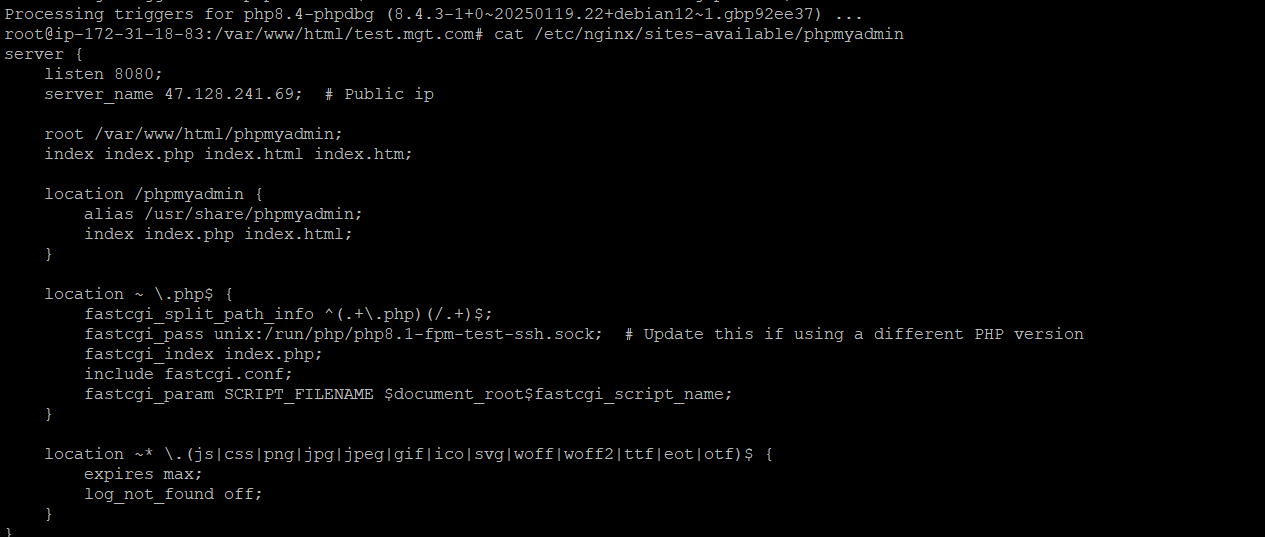 Processing triggers for php8.4-phpdbg (8.4.3-1+0~20250119.22+debian12~1.gbp92ee37) ...
root@ip-172-31-18-83:/var/www/html/test.mgt.com# cat /etc/nginx/sites-available/phpmyadmin
server {
    listen 8080;
    server_name 47.128.241.69;  # Public ip

    root /var/www/html/phpmyadmin;
    index index.php index.html index.htm;

    location /phpmyadmin {
        alias /usr/share/phpmyadmin;
        index index.php index.html;
    }

    location ~ \.php$ {
        fastcgi_split_path_info ^(.+\.php)(/.+)$;
        fastcgi_pass unix:/run/php/php8.1-fpm-test-ssh.sock;  # Update this if using a different PHP version
        fastcgi_index index.php;
        include fastcgi.conf;
        fastcgi_param SCRIPT_FILENAME $document_root$fastcgi_script_name;
    }

    location ~* \.(js|css|png|jpg|jpeg|gif|ico|svg|woff|woff2|ttf|eot|otf)$ {
        expires max;
        log_not_found off;
    }
}